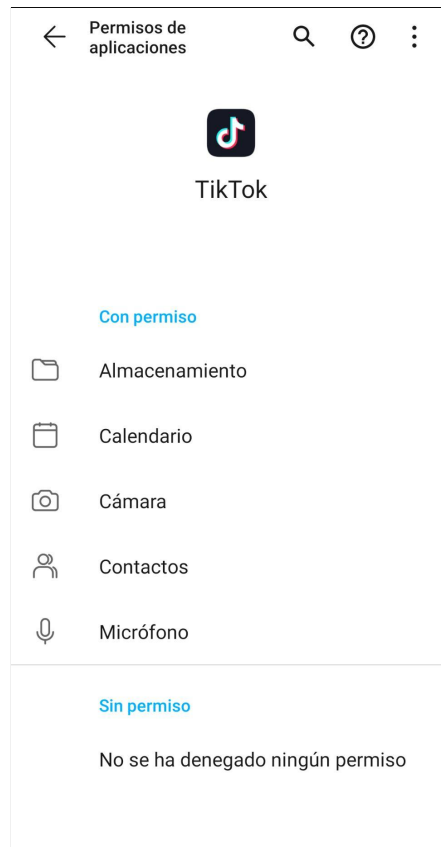 Permisos de
aplicaciones
TikTok
Con permiso
Almacenamiento
Calendario
Cámara
Contactos
Micrófono
Sin permiso
No se ha denegado ningún permiso